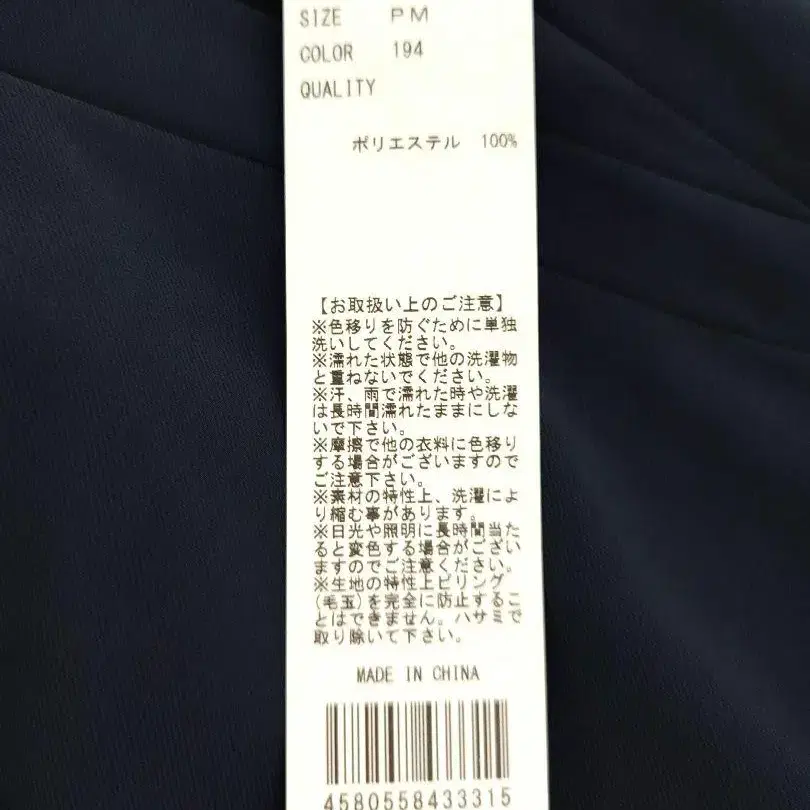 SIZE PM
COLOR 194
QUALITY
ポリエステル 100%
【お取扱い上のご注意】
※色移りを防ぐために単独
洗いしてください。
※濡れた状態で他の洗濯物
と重ねないでください。
※汗、雨で濡れた時や洗濯
は長時間濡れたままにしな
いで下さい。
※摩擦で他の衣料に色移り
する場合がございますので
ご注意下さい。
※素材の特性上、洗濯によ
り縮む事があります。
※日光や照明に長時間当た
ると変色する場合がござい
ますのでご注意ください。
※生地の特性上ピリング
(毛玉)を完全に防止するこ
とはできません。ハサミで
取り除いて下さい。
MADE IN CHINA
4580558433315